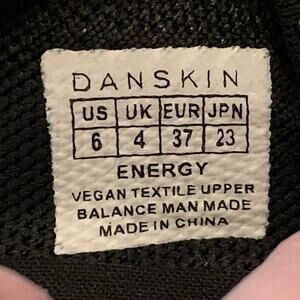 DANSKIN
US UK EUR JPN
6 4 37 23
ENERGY
VEGAN TEXTILE UPPER
BALANCE MAN MADE
MADE IN CHINA